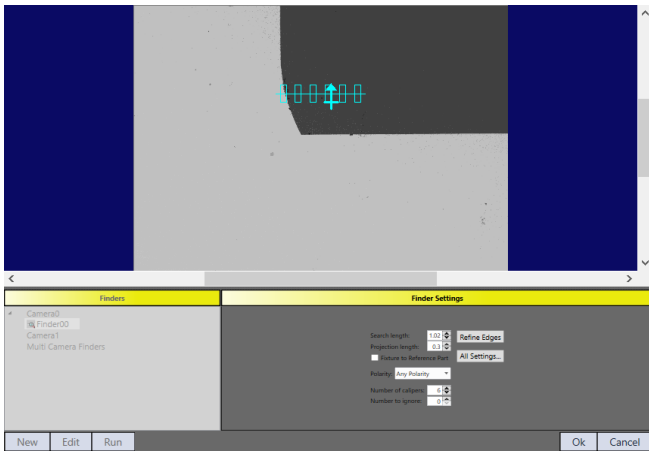 Finders
Finder Settings
Camera0
Finder00
Camera1
Multi Camera Finders
Search length: 1.02 Refine Edges
Projection length: 0.3
Fixture to Reference Part All Settings...
Polarity: Any Polarity
Number of calipers: 6
Number to ignore: 0
New Edit Run Ok Cancel